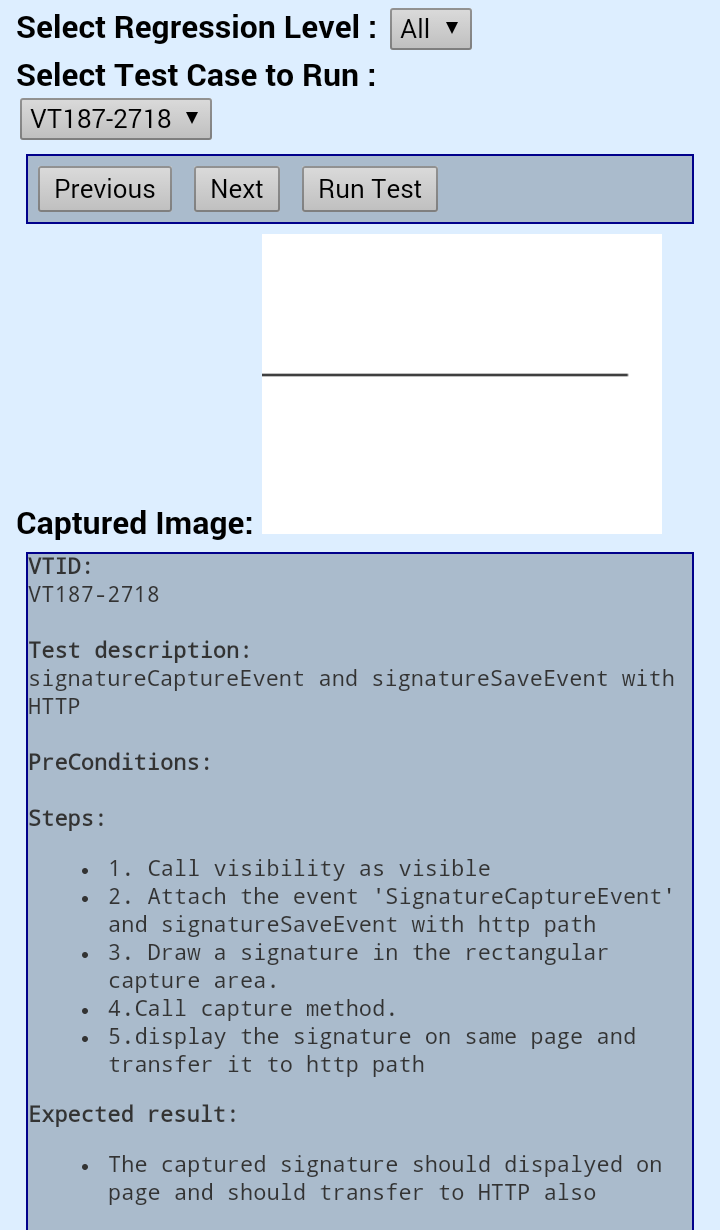 Select Regression Level : All ▼
Select Test Case to Run :
VT187-2718 ▼
Previous Next Run Test
Captured Image:
VTID:
VT187-2718
Test description:
signatureCaptureEvent and signatureSaveEvent with
HTTP
PreConditions:
Steps:
• 1. Call visibility as visible
• 2. Attach the event 'SignatureCaptureEvent'
and signatureSaveEvent with http path
• 3. Draw a signature in the rectangular
capture area.
• 4.Call capture method.
• 5.display the signature on same page and
transfer it to http path
Expected result:
• The captured signature should dispalyed on
page and should transfer to HTTP also